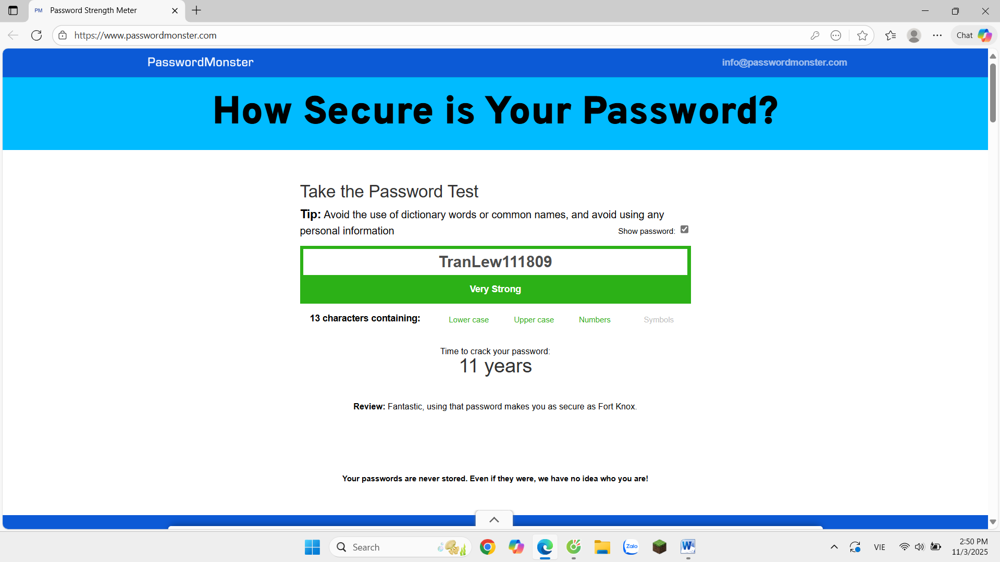 PM Password Strength Meter
https://www.passwordmonster.com
Chat
PasswordMonster
info@passwordmonster.com
How Secure is Your Password?
Take the Password Test
Tip: Avoid the use of dictionary words or common names, and avoid using any
personal information
Show password:
TranLew111809
Very Strong
13 characters containing:
Lower case
Upper case
Numbers
Symbols
Time to crack your password:
11 years
Review: Fantastic, using that password makes you as secure as Fort Knox.
Your passwords are never stored. Even if they were, we have no idea who you are!
Search
Zalo
W
VIE
2:50 PM
11/3/2025